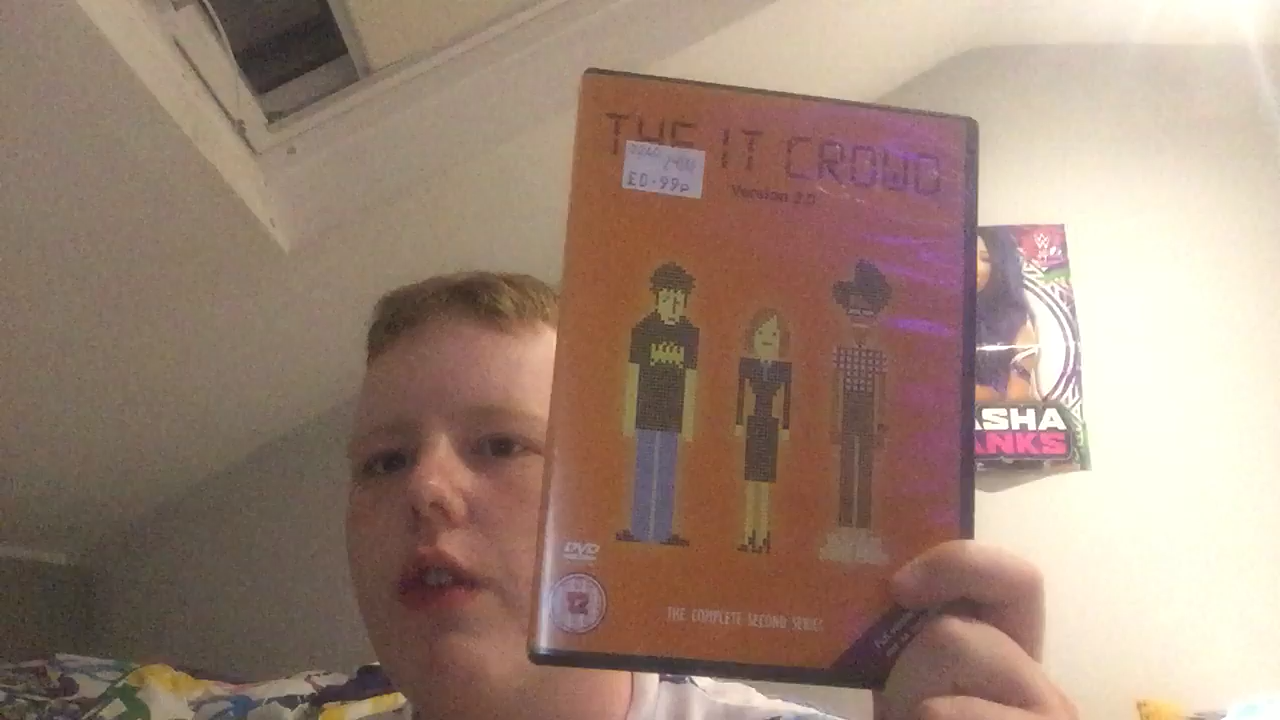 THE IT CROWD
£0.99p
Version 2.0
DVD
12
THE COMPLETE SECOND SERIES
W
ASHA
ANKS